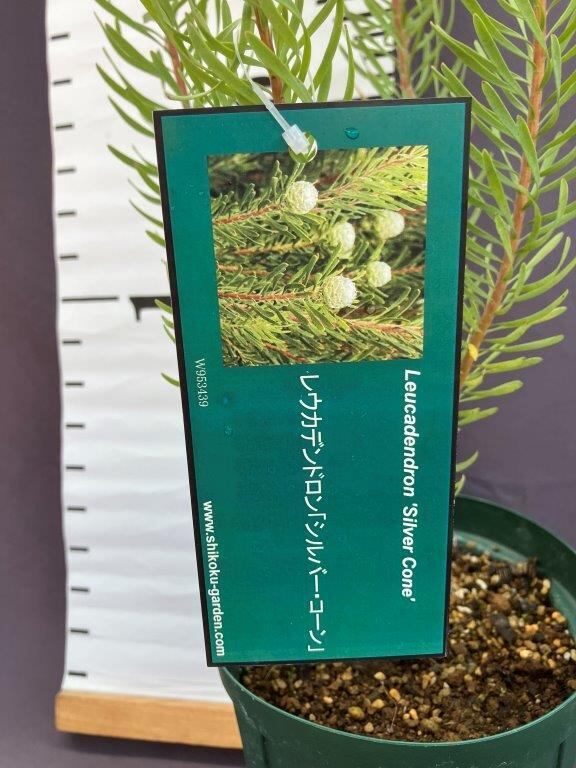 Leucadendron 'Silver Cone'
レウカデンドロン「シルバー・コーン」
W953439
www.shikoku-garden.com